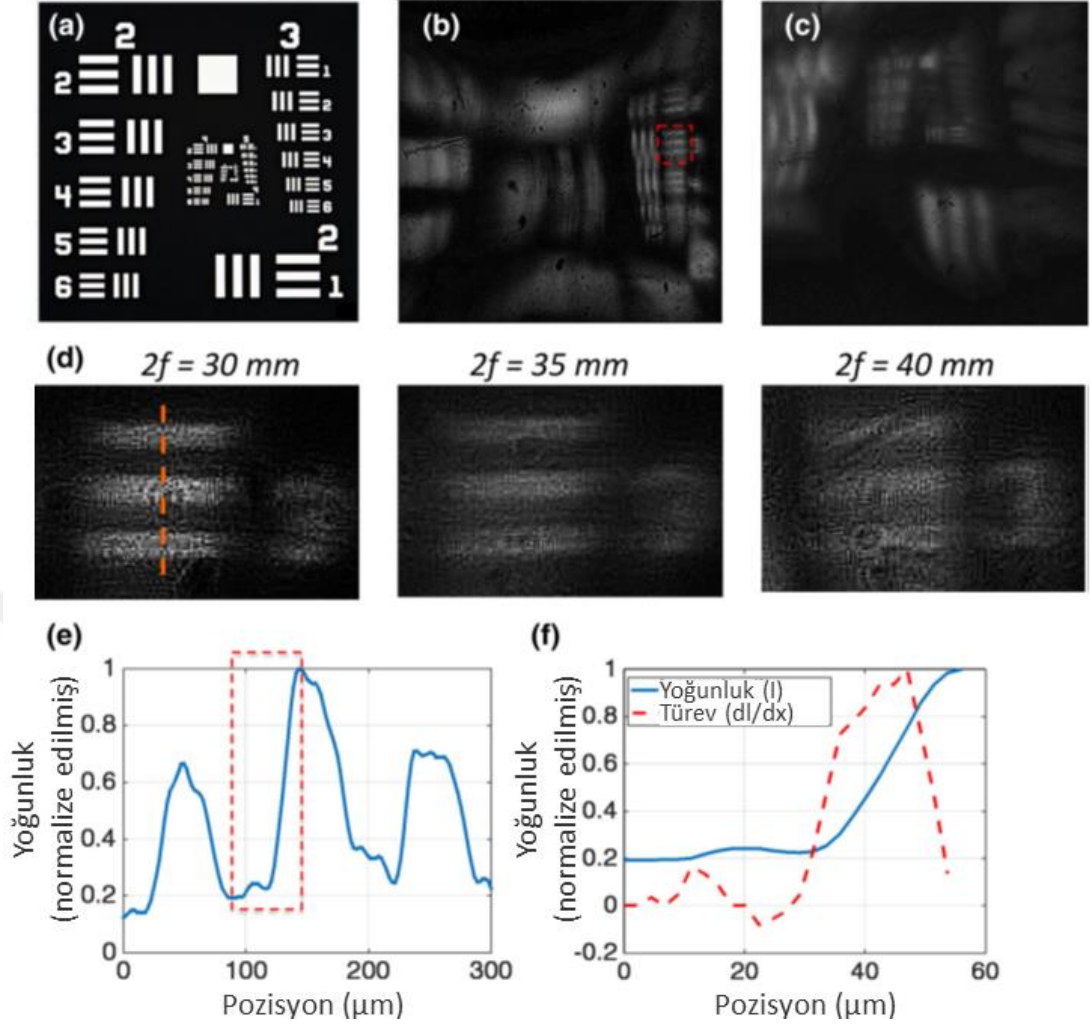 (a)
2
3
2
3
4
5
6
1
2
3
4
5
6
2
1
(b)
(c)
(d)
2f = 30 mm
2f = 35 mm
2f = 40 mm
(e)
Yoğunluk
(normalize edilmiş)
1
0.8
0.6
0.4
0.2
0
0
100
200
300
Pozisyon (µm)
(f)
Yoğunluk
(normalize edilmiş)
1
0.8
0.6
0.4
0.2
0
-0.2
0
20
40
60
Yoğunluk (I)
Türev (dI/dx)
Pozisyon (µm)